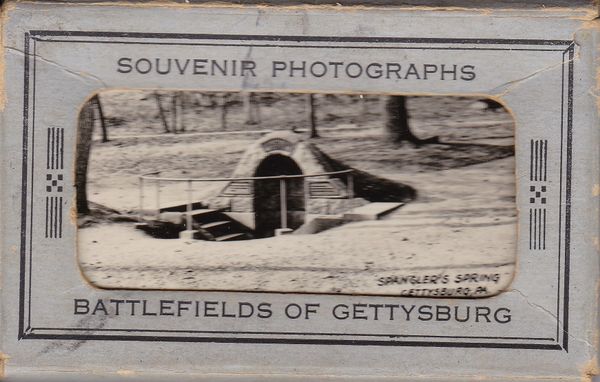 SOUVENIR PHOTOGRAPHS
SPANGLER'S SPRING
GETTYSBURG, PA
BATTLEFIELDS OF GETTYSBURG